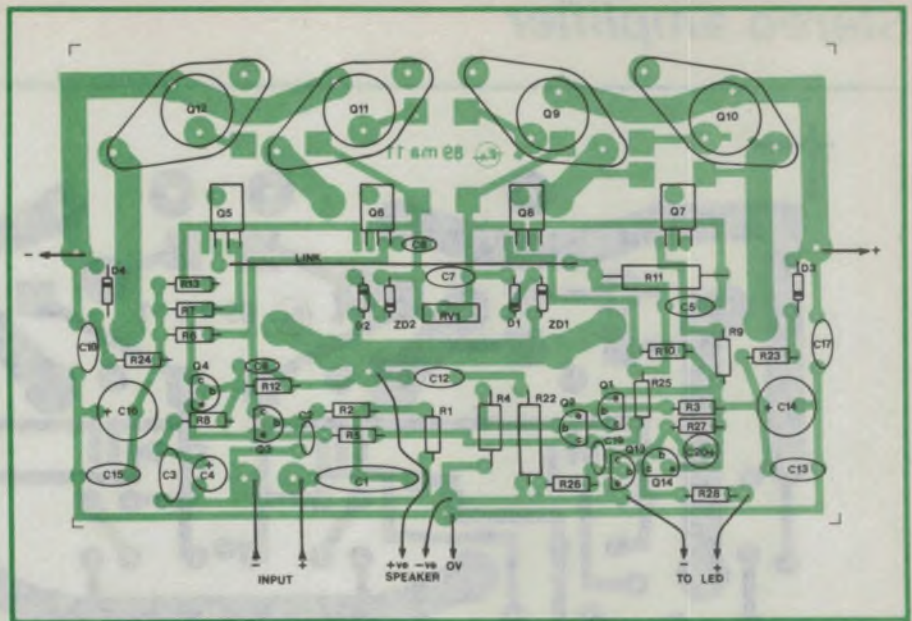 Q12 Q11 Q9 Q10
89 ma 11
Q5 Q6 Q8 Q7
- LINK +
D4 C6 D3
R13 C7 R11
R7 D2 ZD2 RV1 D1 ZD1 C5
R6 R9
C18 R24 R10 R23 C17
Q4 R12 C12 R25
C16 R8 R2 R1 R4 R22 Q2 Q1 R3 C14
Q3 R5 R27
C15 C3 C4 C1 R26 Q13 Q14 C20 C13
R28
- + +ve -ve 0V - +
INPUT SPEAKER TO LED